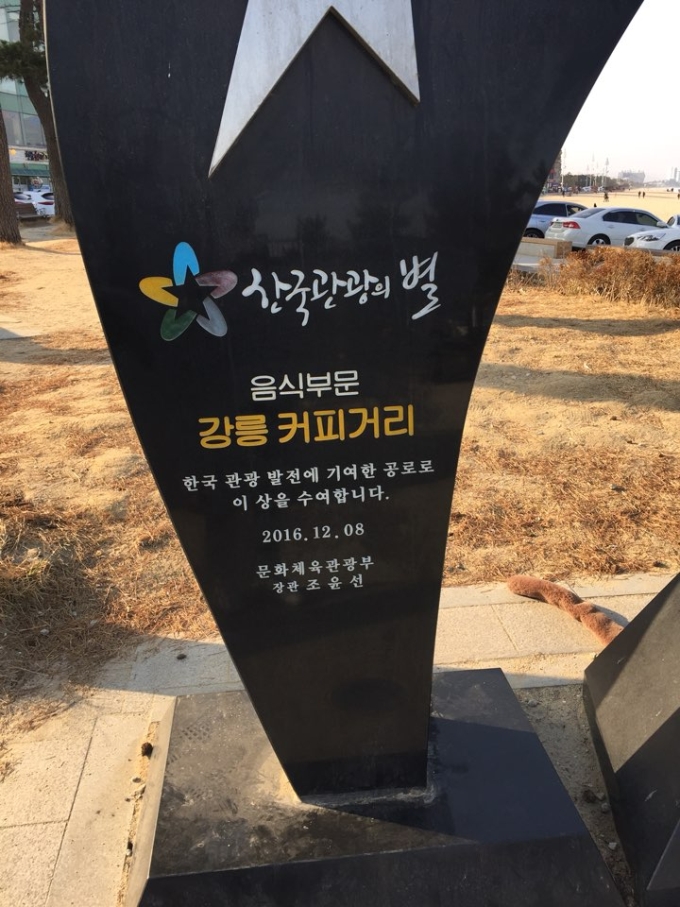 한국관광의 별
음식부문
강릉 커피거리
한국 관광 발전에 기여한 공로로
이 상을 수여합니다.
2016.12.08
문화체육관광부
장관 조윤선